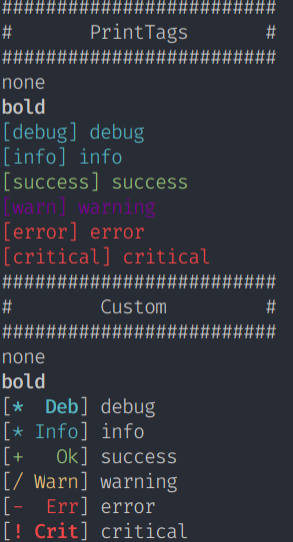 #########################
#       PrintTags       #
#########################
none
bold
[debug] debug
[info] info
[success] success
[warn] warning
[error] error
[critical] critical
#########################
#        Custom         #
#########################
none
bold
[*  Deb] debug
[* Info] info
[+   Ok] success
[/ Warn] warning
[-  Err] error
[! Crit] critical